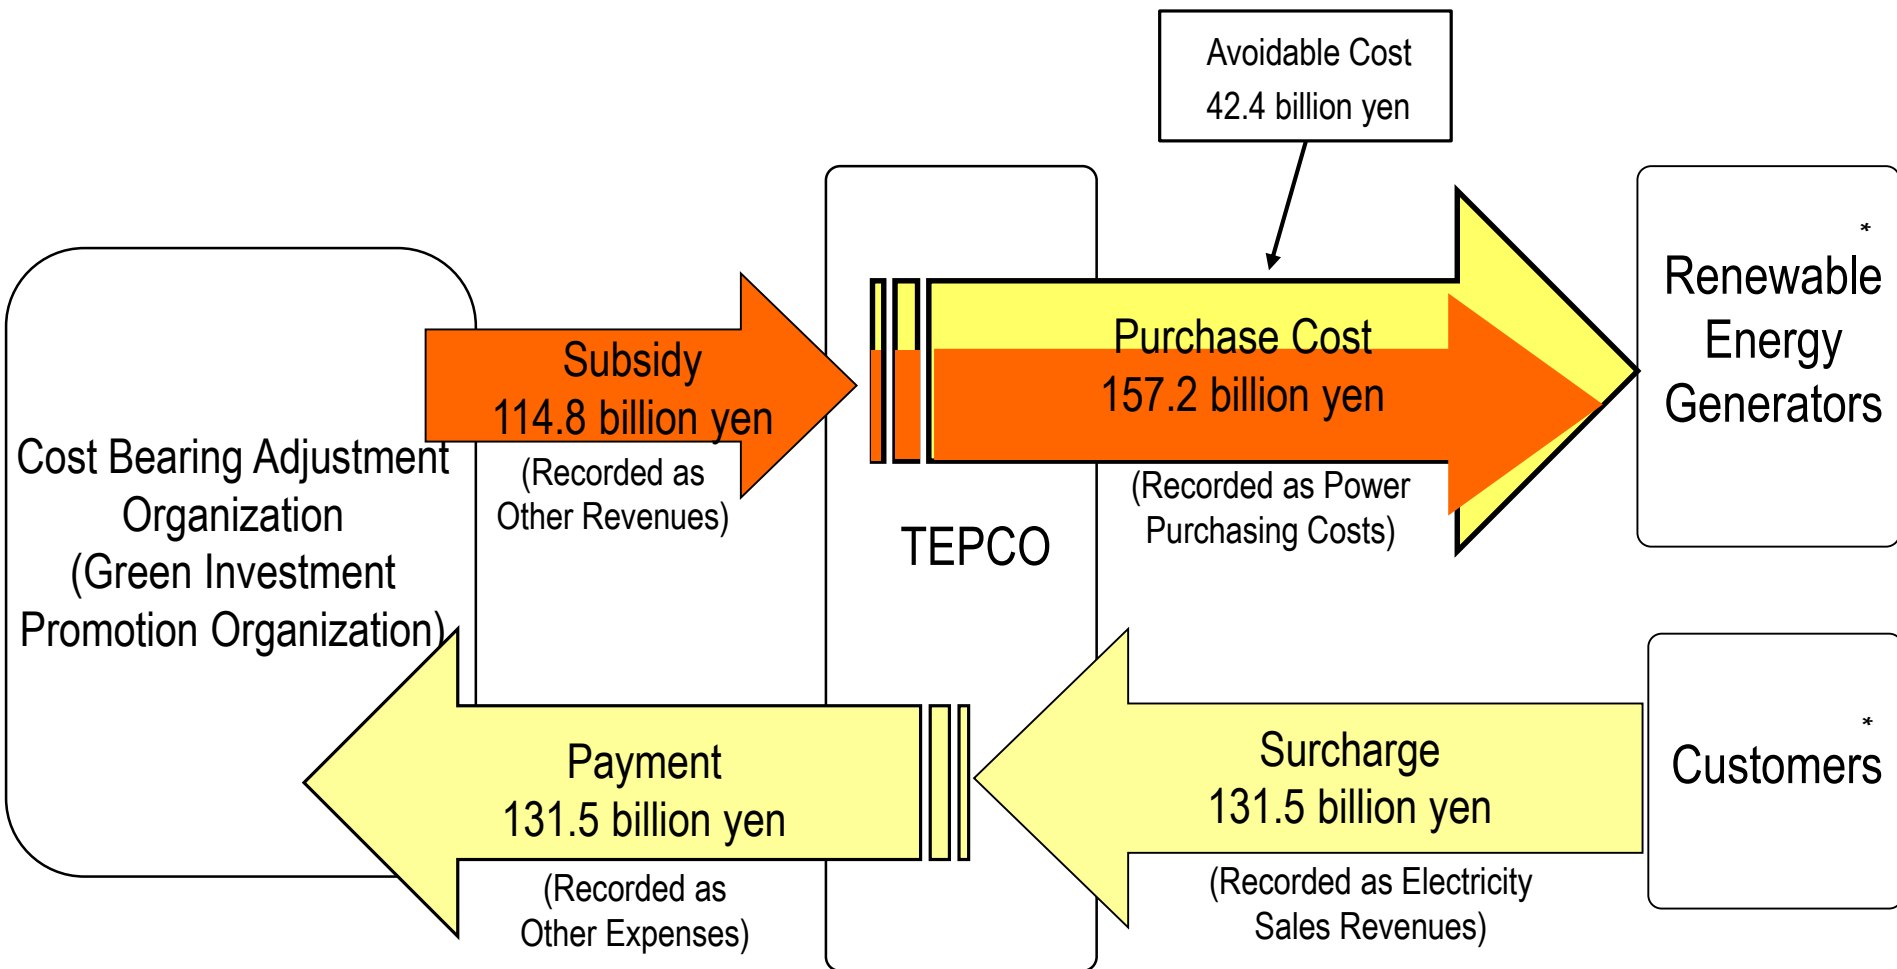 Avoidable Cost
42.4 billion yen
Subsidy
114.8 billion yen
(Recorded as
Other Revenues)
Purchase Cost
157.2 billion yen
(Recorded as Power
Purchasing Costs)
*
Renewable
Energy
Generators
Cost Bearing Adjustment
Organization
(Green Investment
Promotion Organization)
TEPCO
Payment
131.5 billion yen
(Recorded as
Other Expenses)
Surcharge
131.5 billion yen
(Recorded as Electricity
Sales Revenues)
*
Customers